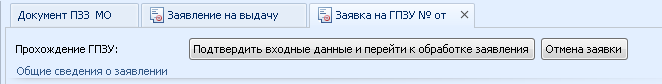 Документ ПЗЗ МО Заявление на выдачу Заявка на ГПЗУ № от
Прохождение ГПЗУ: Подтвердить входные данные и перейти к обработке заявления Отмена заявки
Общие сведения о заявлении